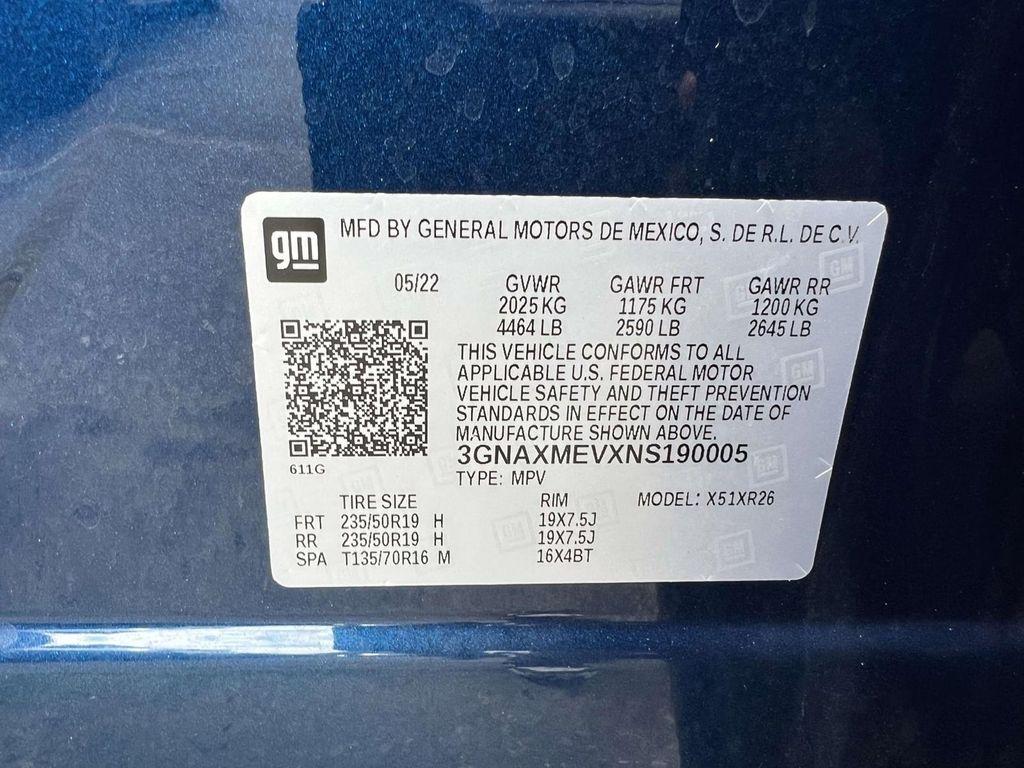 gm MFD BY GENERAL MOTORS DE MEXICO, S. DE R.L. DE C.V.
05/22 GVWR GAWR FRT GAWR RR
2025 KG 1175 KG 1200 KG
4464 LB 2590 LB 2645 LB
THIS VEHICLE CONFORMS TO ALL
APPLICABLE U.S. FEDERAL MOTOR
VEHICLE SAFETY AND THEFT PREVENTION
STANDARDS IN EFFECT ON THE DATE OF
MANUFACTURE SHOWN ABOVE.
3GNAXMEVXNS190005
611G TYPE: MPV
TIRE SIZE RIM MODEL: X51XR26
FRT 235/50R19 H 19X7.5J
RR 235/50R19 H 19X7.5J
SPA T135/70R16 M 16X4BT